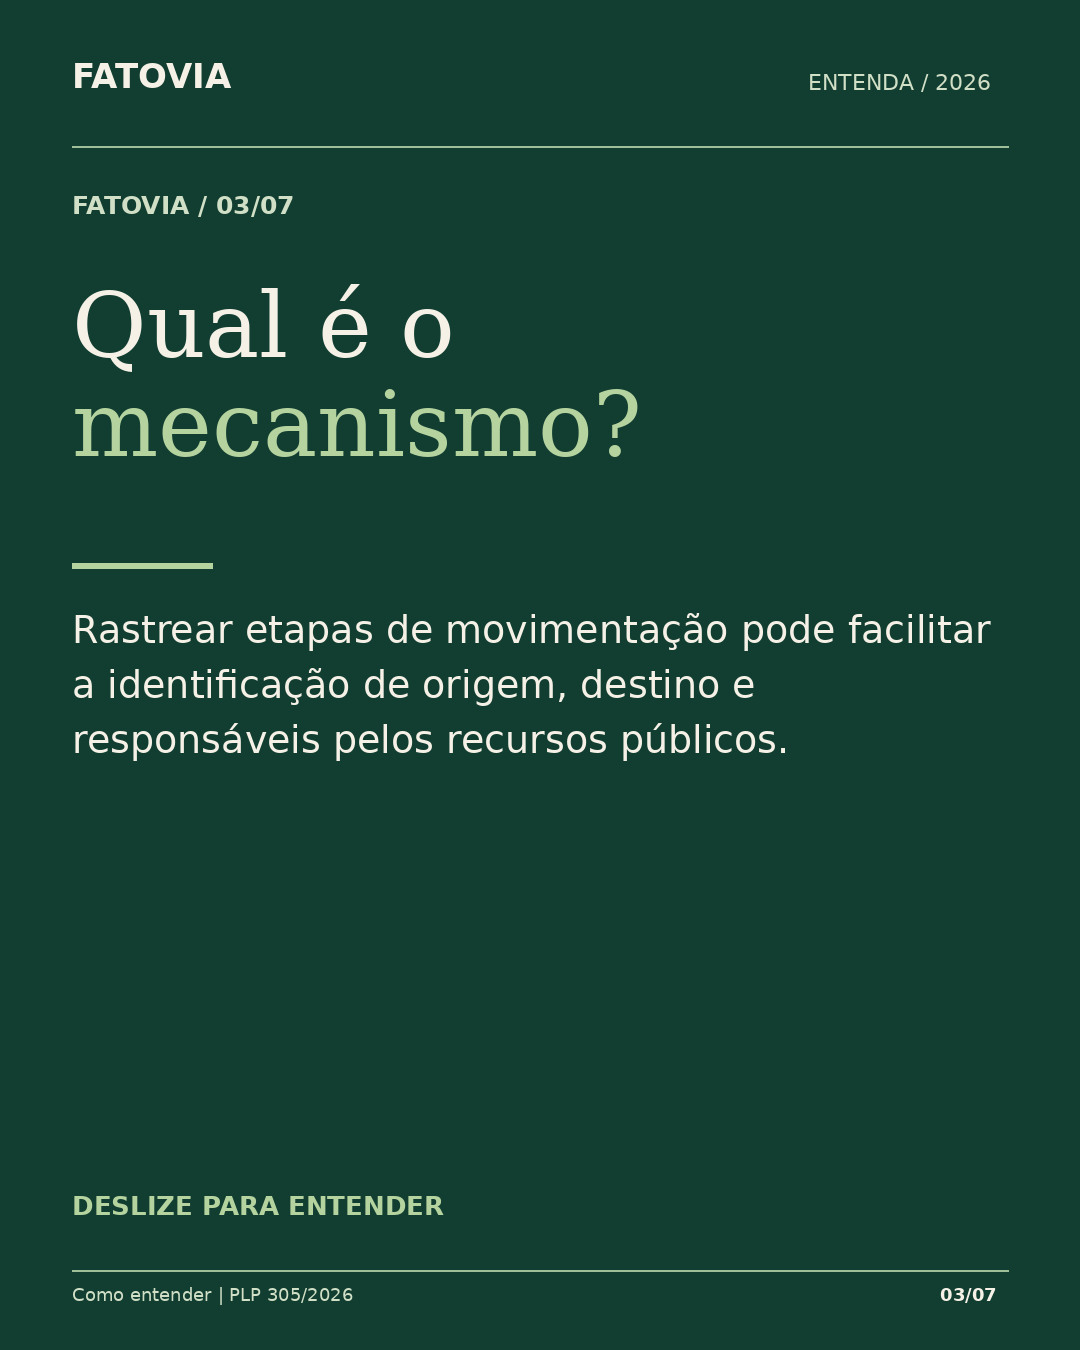 FATOVIA
ENTENDA / 2026
FATOVIA / 03/07
Qual é o
mecanismo?
Rastrear etapas de movimentação pode facilitar
a identificação de origem, destino e
responsáveis pelos recursos públicos.
DESLIZE PARA ENTENDER
Como entender | PLP 305/2026
03/07